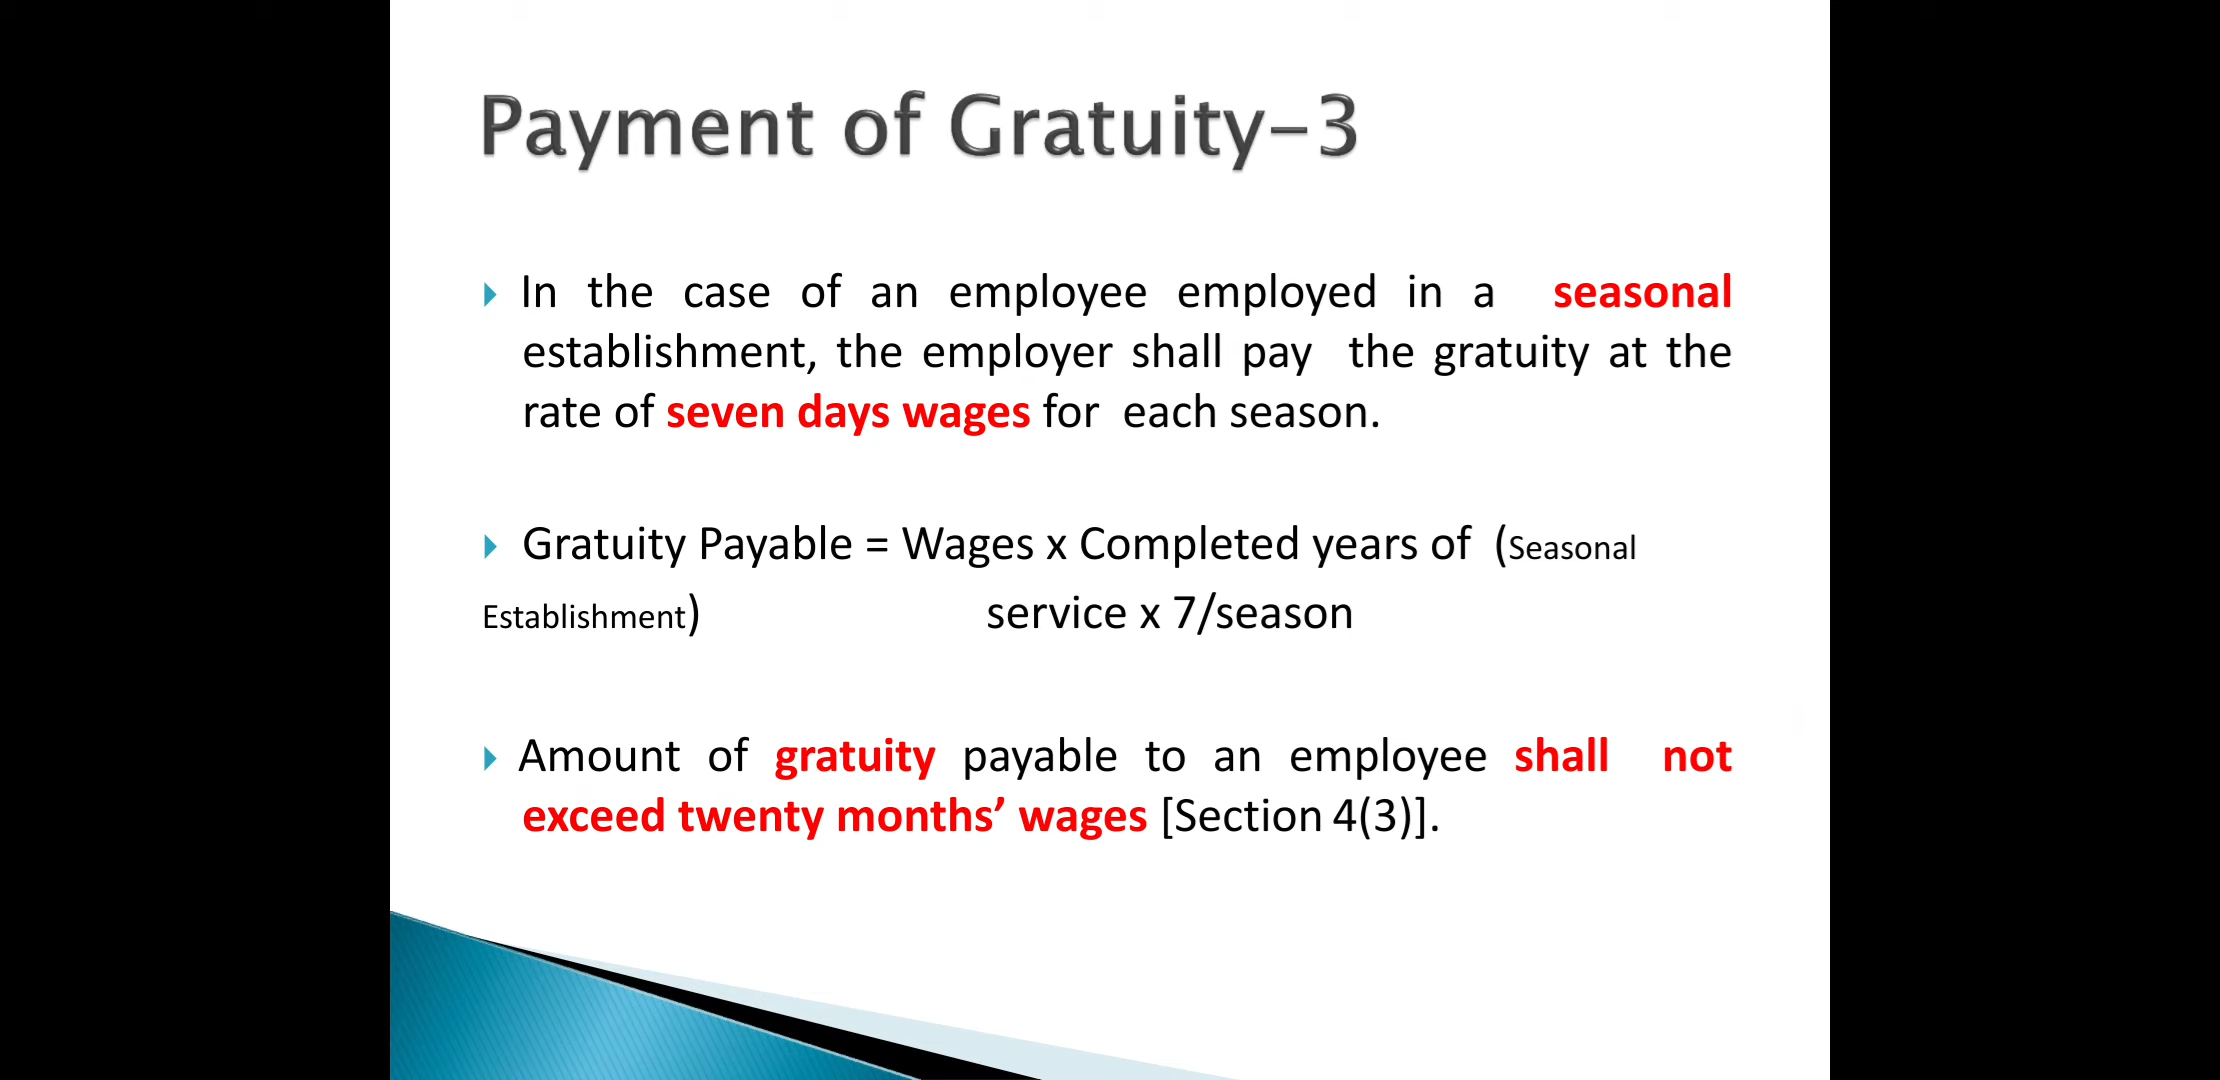 Payment of Gratuity-3
In the case of an employee employed in a seasonal
establishment, the employer shall pay the gratuity at the
rate of seven days wages for each season.
Gratuity Payable = Wages x Completed years of (Seasonal
Establishment) service x 7/season
Amount of gratuity payable to an employee shall not
exceed twenty months’ wages [Section 4(3)].